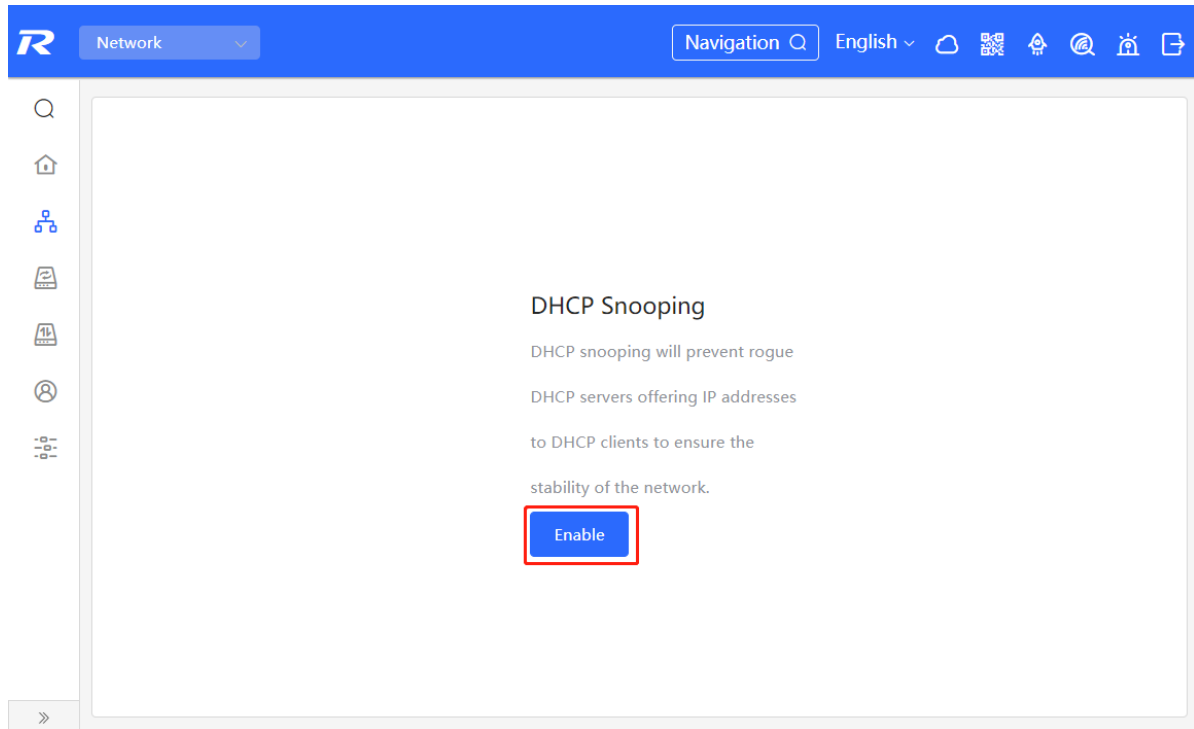 Network
Navigation
English
DHCP Snooping
DHCP snooping will prevent rogue
DHCP servers offering IP addresses
to DHCP clients to ensure the
stability of the network.
Enable